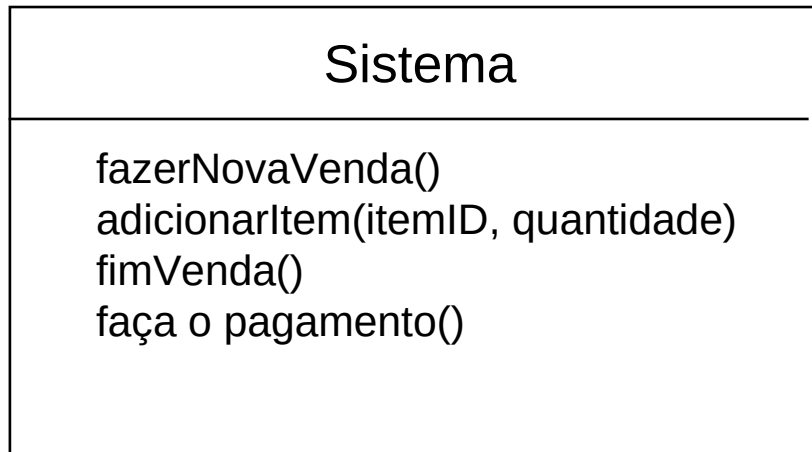 Sistema
fazerNovaVenda()
adicionarItem(itemID, quantidade)
fimVenda()
faça o pagamento()